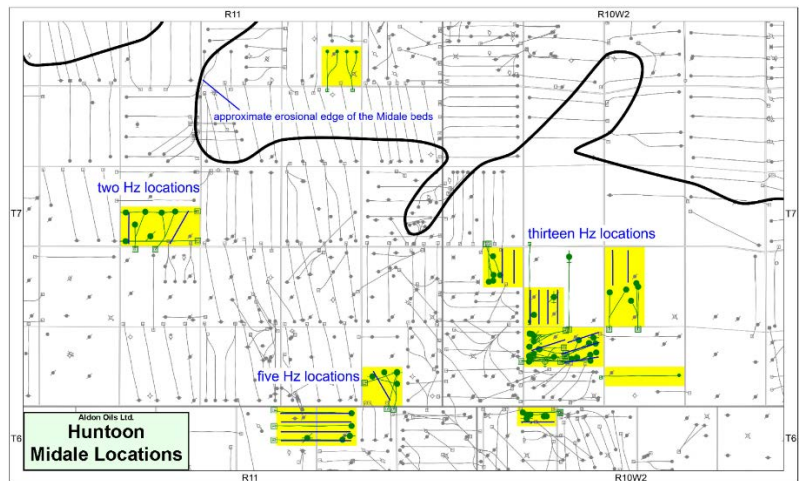 R11
R10W2
approximate erosional edge of the Midale beds
two Hz locations
T7
T7
thirteen Hz locations
five Hz locations
Aldon Oils Ltd.
Huntoon
Midale Locations
T6
T6
R11
R10W2